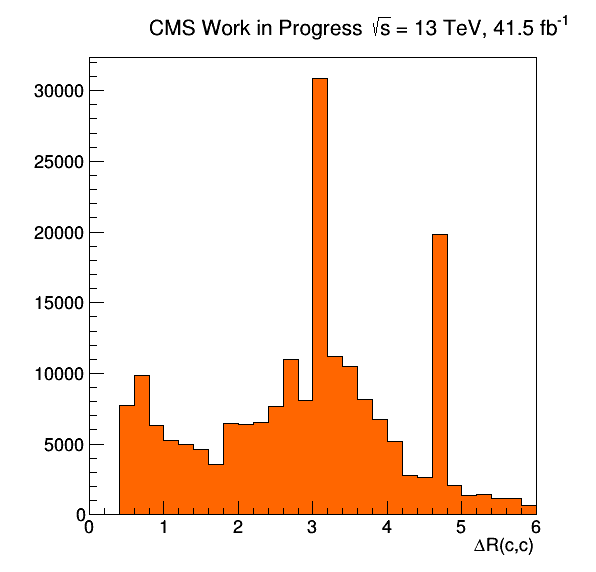 CMS Work in Progress √s = 13 TeV, 41.5 fb⁻¹
30000
25000
20000
15000
10000
5000
0
0 1 2 3 4 5 6
ΔR(c,c)